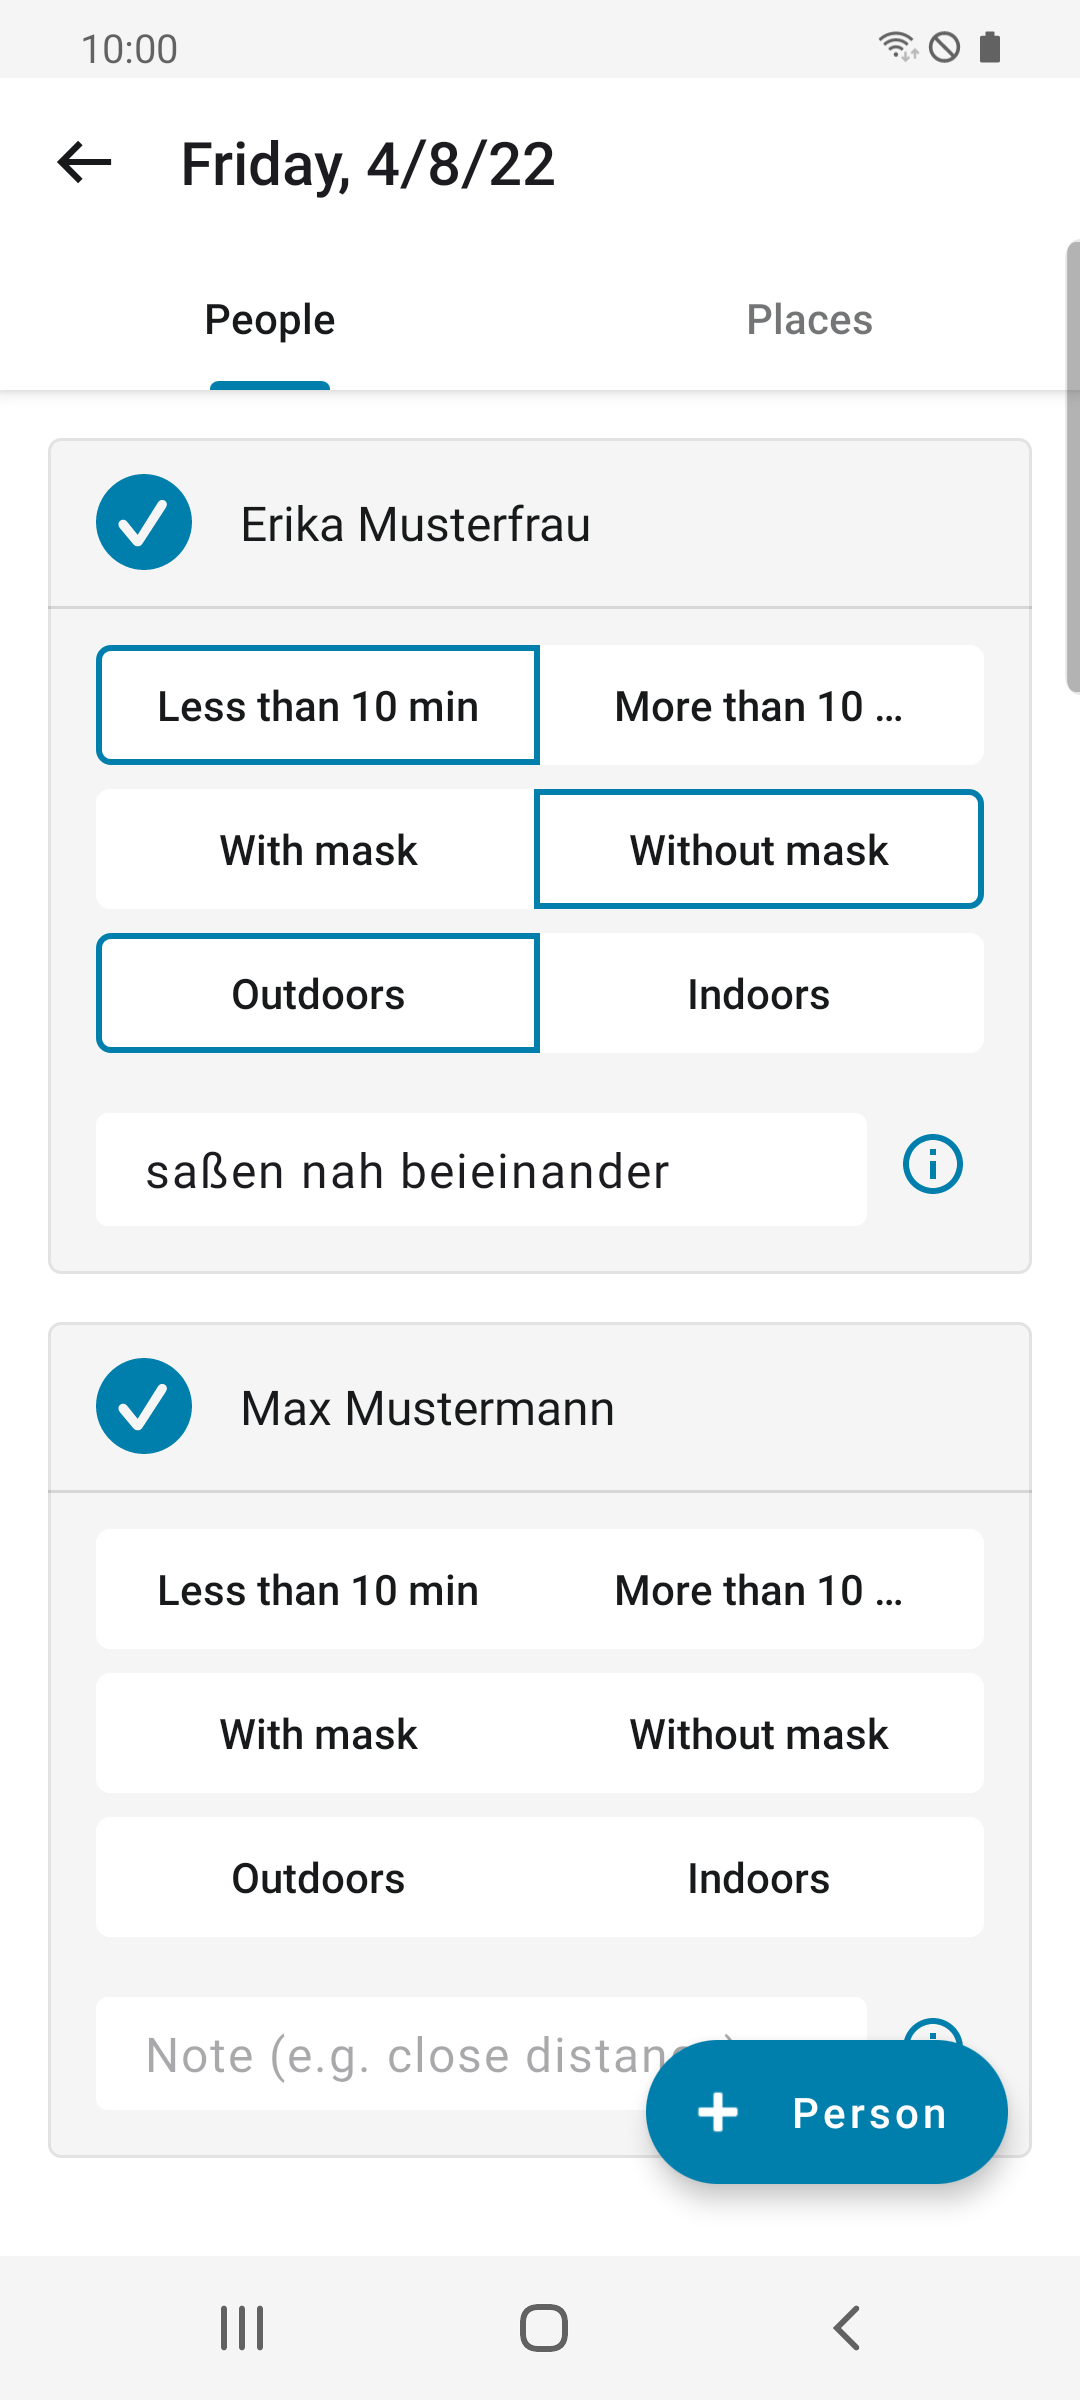 10:00
Friday, 4/8/22
People
Places
Erika Musterfrau
Less than 10 min
More than 10 ...
With mask
Without mask
Outdoors
Indoors
saßen nah beieinander
Max Mustermann
Less than 10 min
More than 10 ...
With mask
Without mask
Outdoors
Indoors
Note (e.g. close distanc
Person